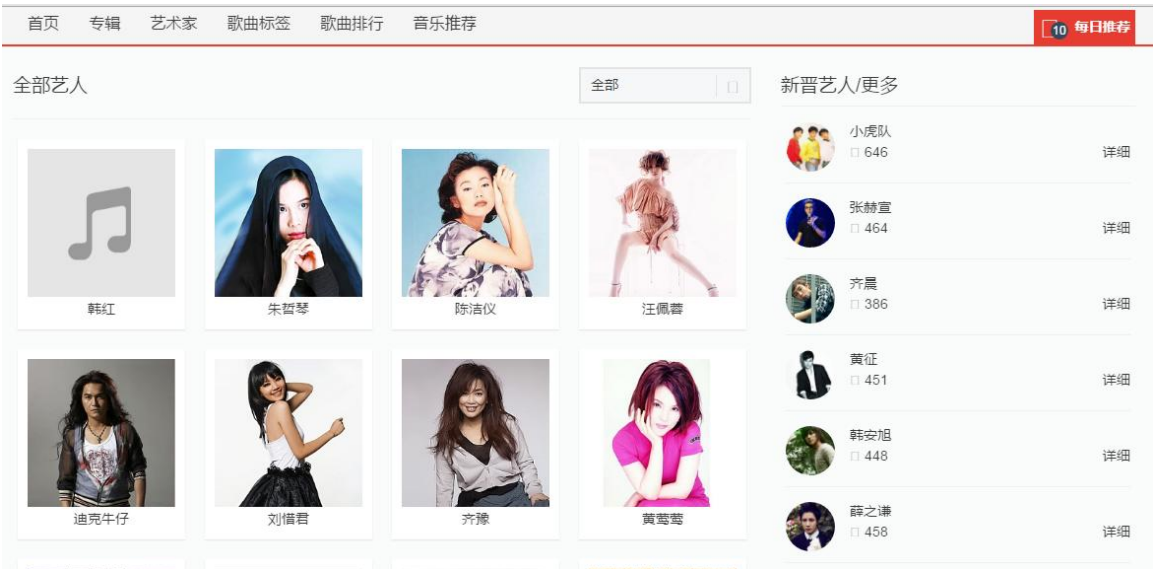 首页 专辑 艺术家 歌曲标签 歌曲排行 音乐推荐
10 每日推荐
全部艺人
全部
韩红 朱哲琴 陈洁仪 汪佩蓉
迪克牛仔 刘惜君 齐豫 黄莺莺
新晋艺人/更多
小虎队
646 详细
张赫宣
464 详细
齐晨
386 详细
黄征
451 详细
韩安旭
448 详细
薛之谦
458 详细